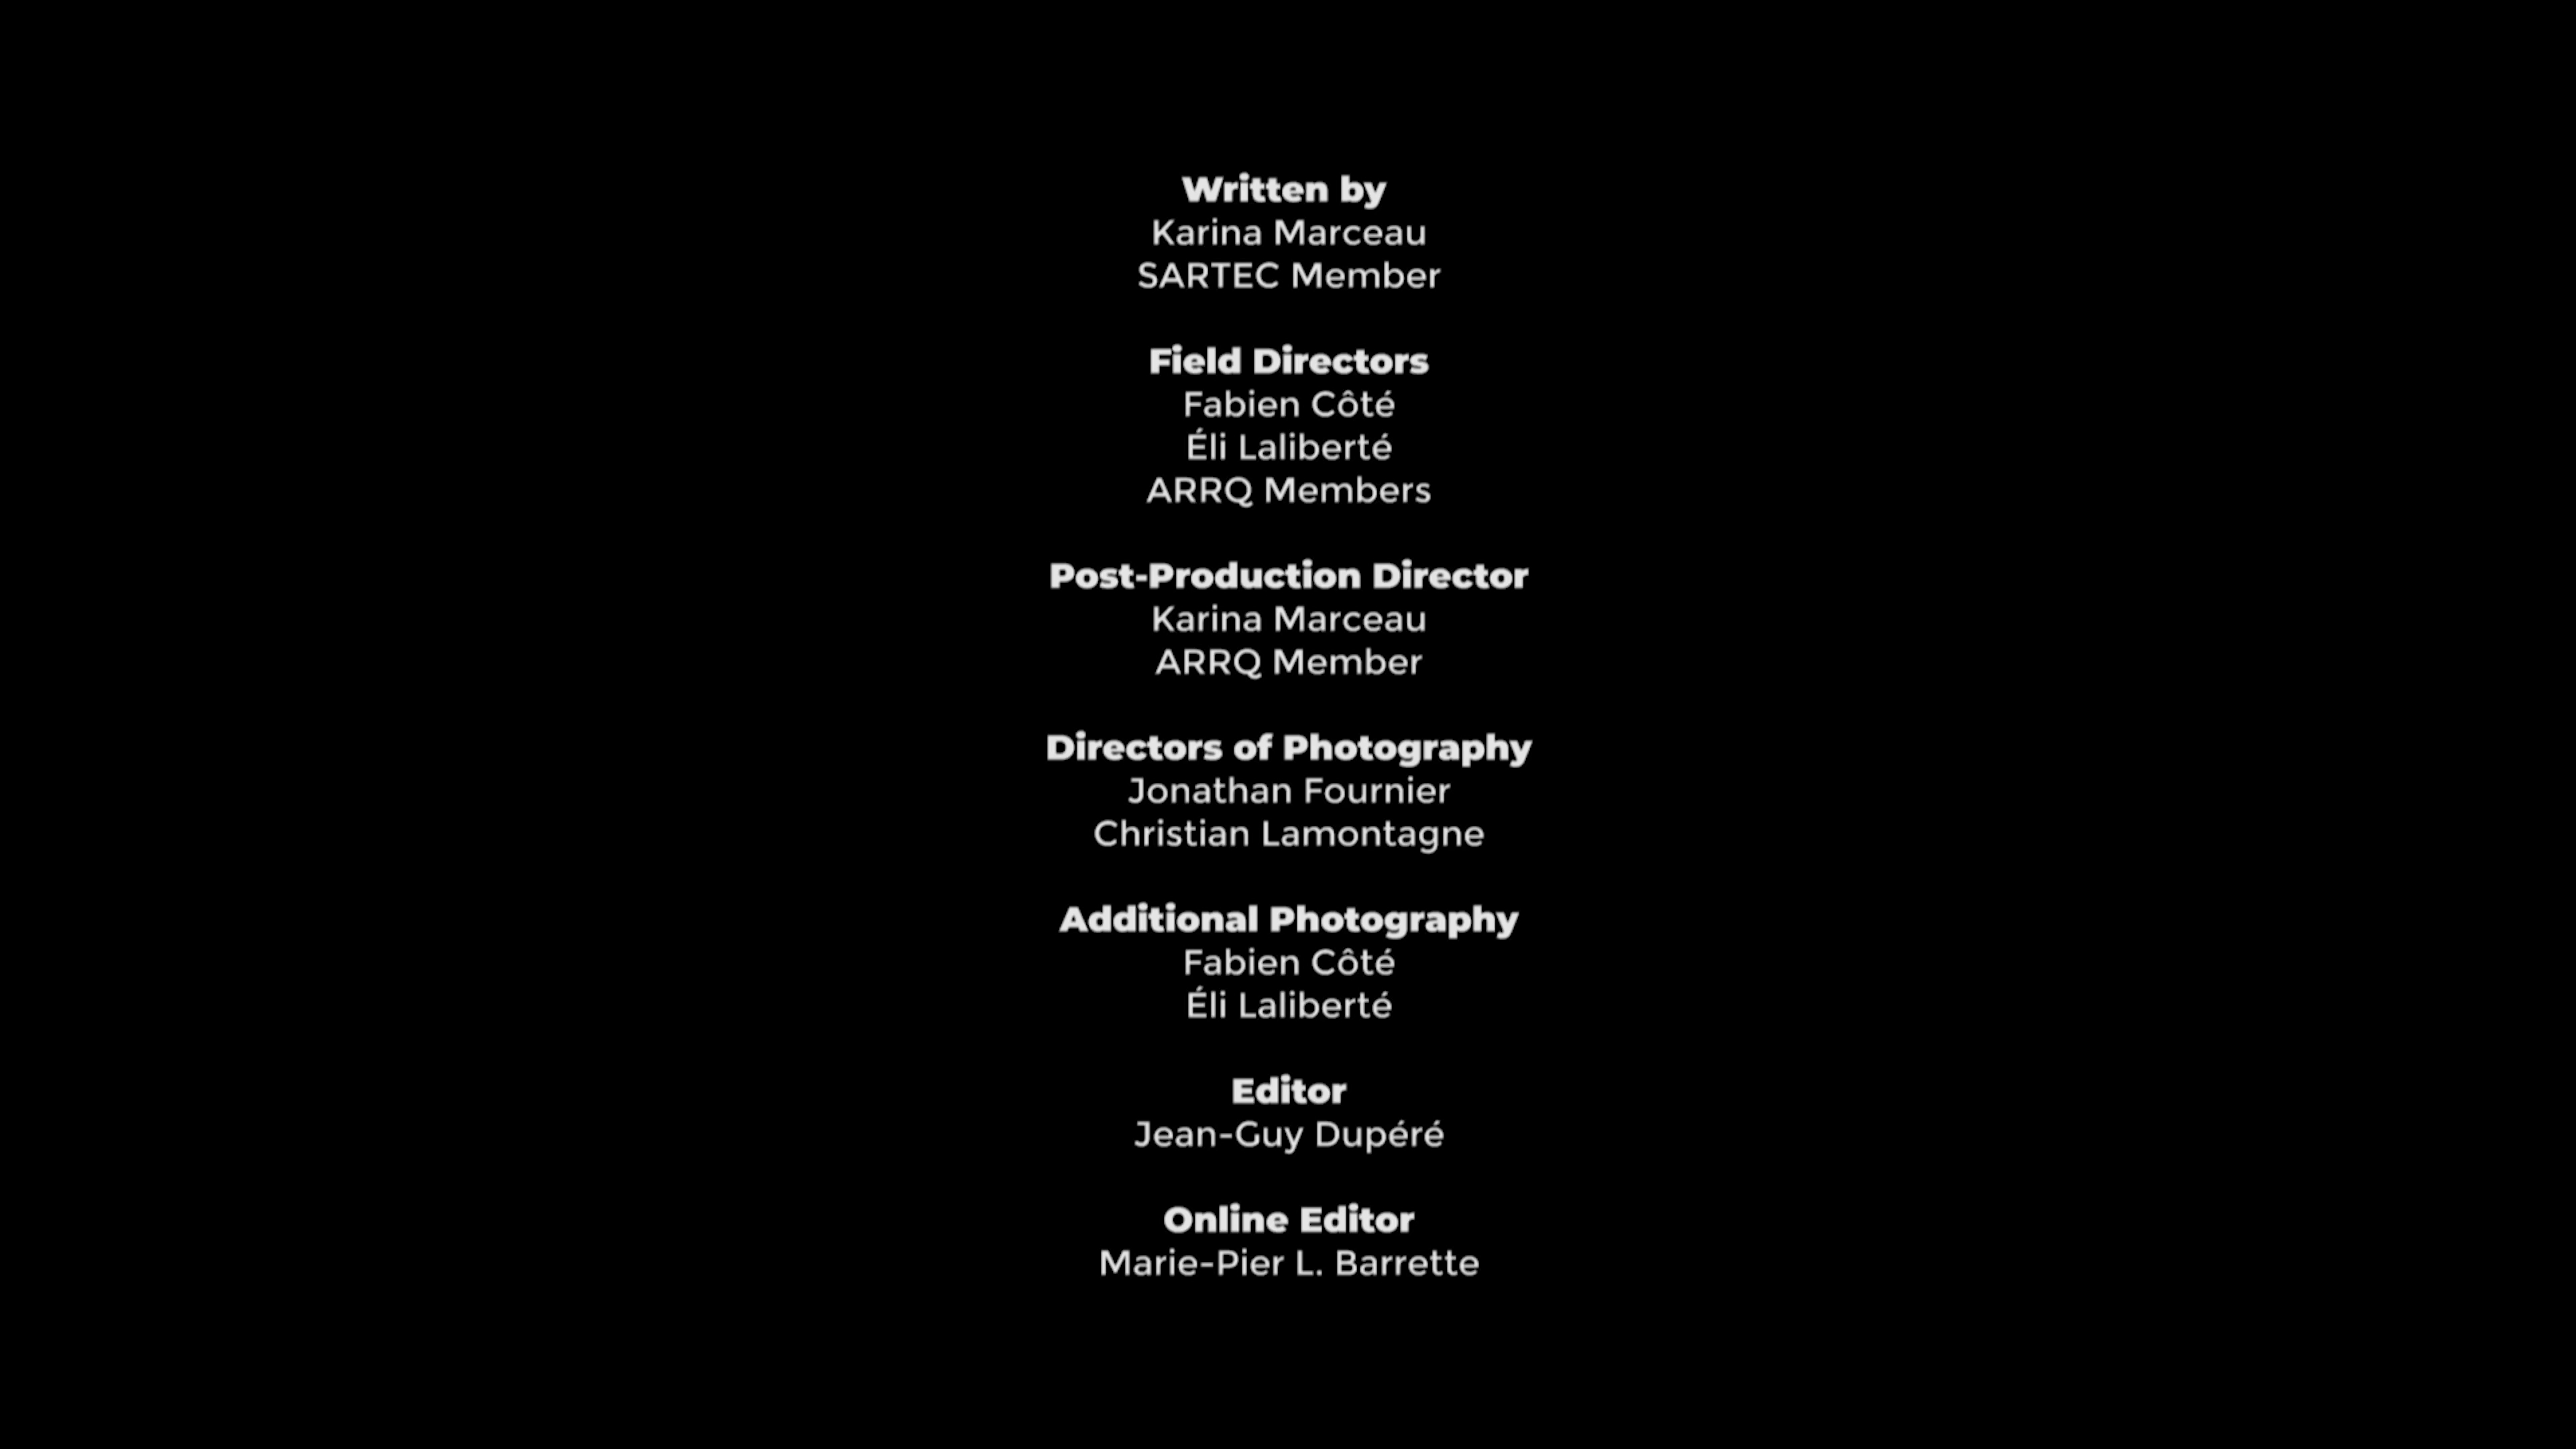 Written by
Karina Marceau
SARTEC Member
Field Directors
Fabien Côté
Éli Laliberté
ARRQ Members
Post-Production Director
Karina Marceau
ARRQ Member
Directors of Photography
Jonathan Fournier
Christian Lamontagne
Additional Photography
Fabien Côté
Éli Laliberté
Editor
Jean-Guy Dupéré
Online Editor
Marie-Pier L. Barrette